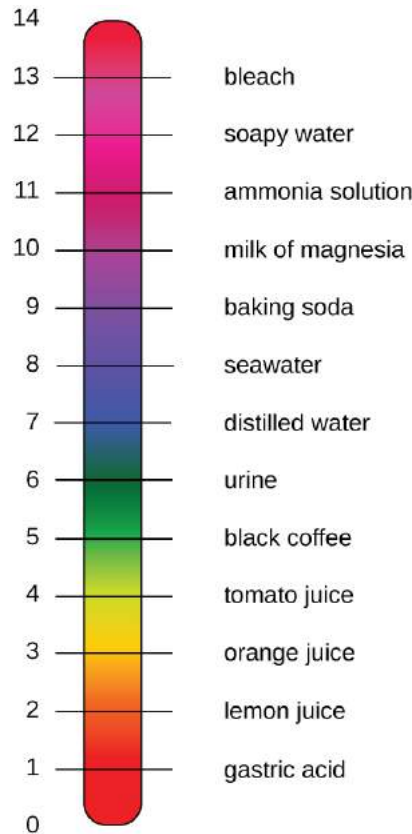 14
13 bleach
12 soapy water
11 ammonia solution
10 milk of magnesia
9 baking soda
8 seawater
7 distilled water
6 urine
5 black coffee
4 tomato juice
3 orange juice
2 lemon juice
1 gastric acid
0